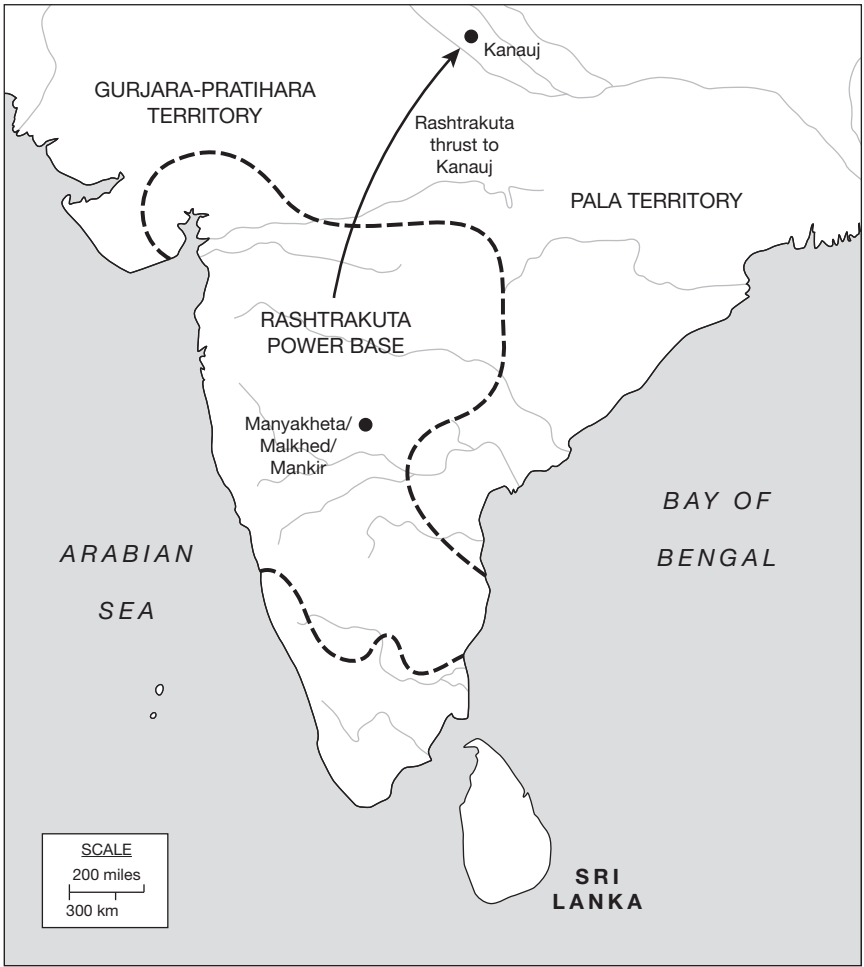 Kanauj
GURJARA-PRATIHARA
TERRITORY
Rashtrakuta
thrust to
Kanauj
PALA TERRITORY
RASHTRAKUTA
POWER BASE
Manyakheta/
Malkhed/
Mankir
BAY OF
BENGAL
ARABIAN
SEA
SCALE
200 miles
300 km
SRI
LANKA